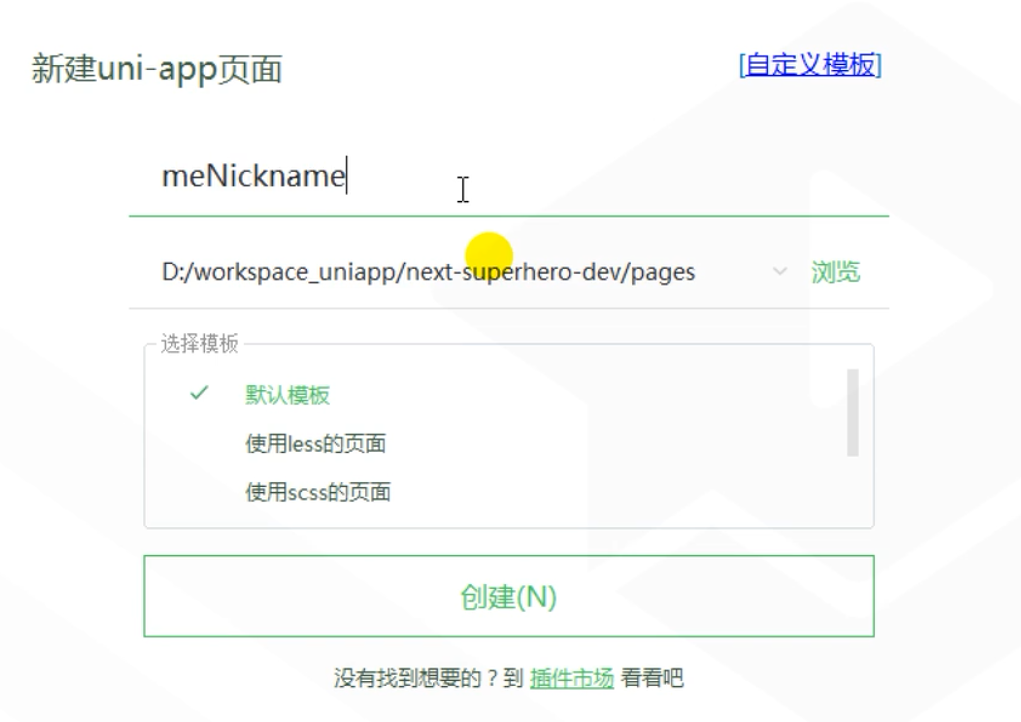 新建uni-app页面
[自定义模板]
meNickname
D:/workspace_uniapp/next-superhero-dev/pages
浏览
选择模板
默认模板
使用less的页面
使用scss的页面
创建(N)
没有找到想要的？到 插件市场 看看吧